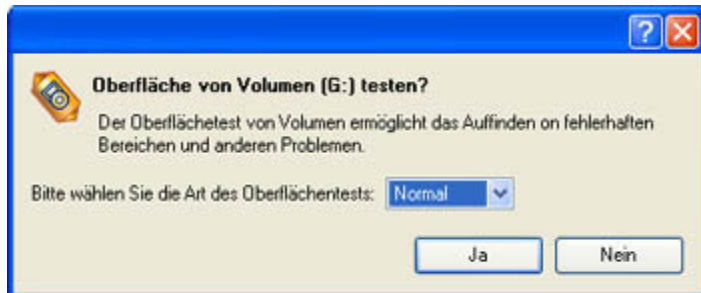 Oberfläche von Volumen (G:) testen?
Der Oberflächetest von Volumen ermöglicht das Auffinden on fehlerhaften
Bereichen und anderen Problemen.
Bitte wählen Sie die Art des Oberflächentests: Normal
Ja Nein